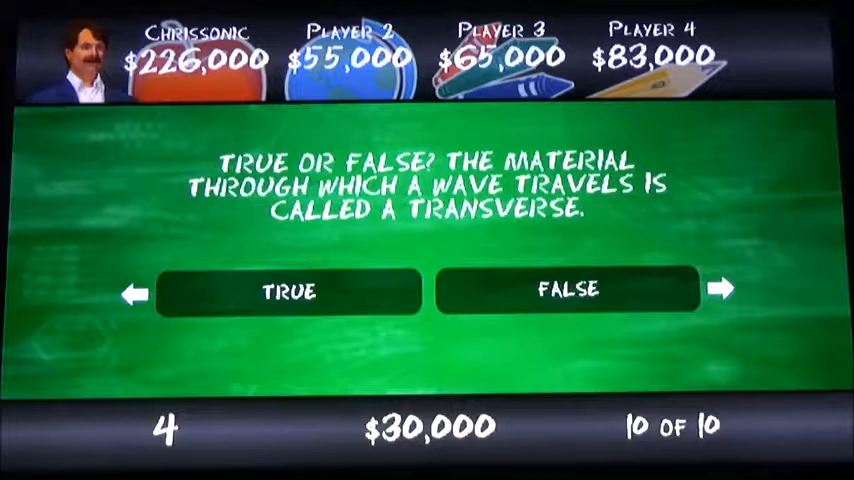 CHRISSONIC PLAYER 2 PLAYER 3 PLAYER 4
$226,000 $55,000 $65,000 $83,000
TRUE OR FALSE? THE MATERIAL
THROUGH WHICH A WAVE TRAVELS IS
CALLED A TRANSVERSE.
TRUE FALSE
4 $30,000 10 OF 10